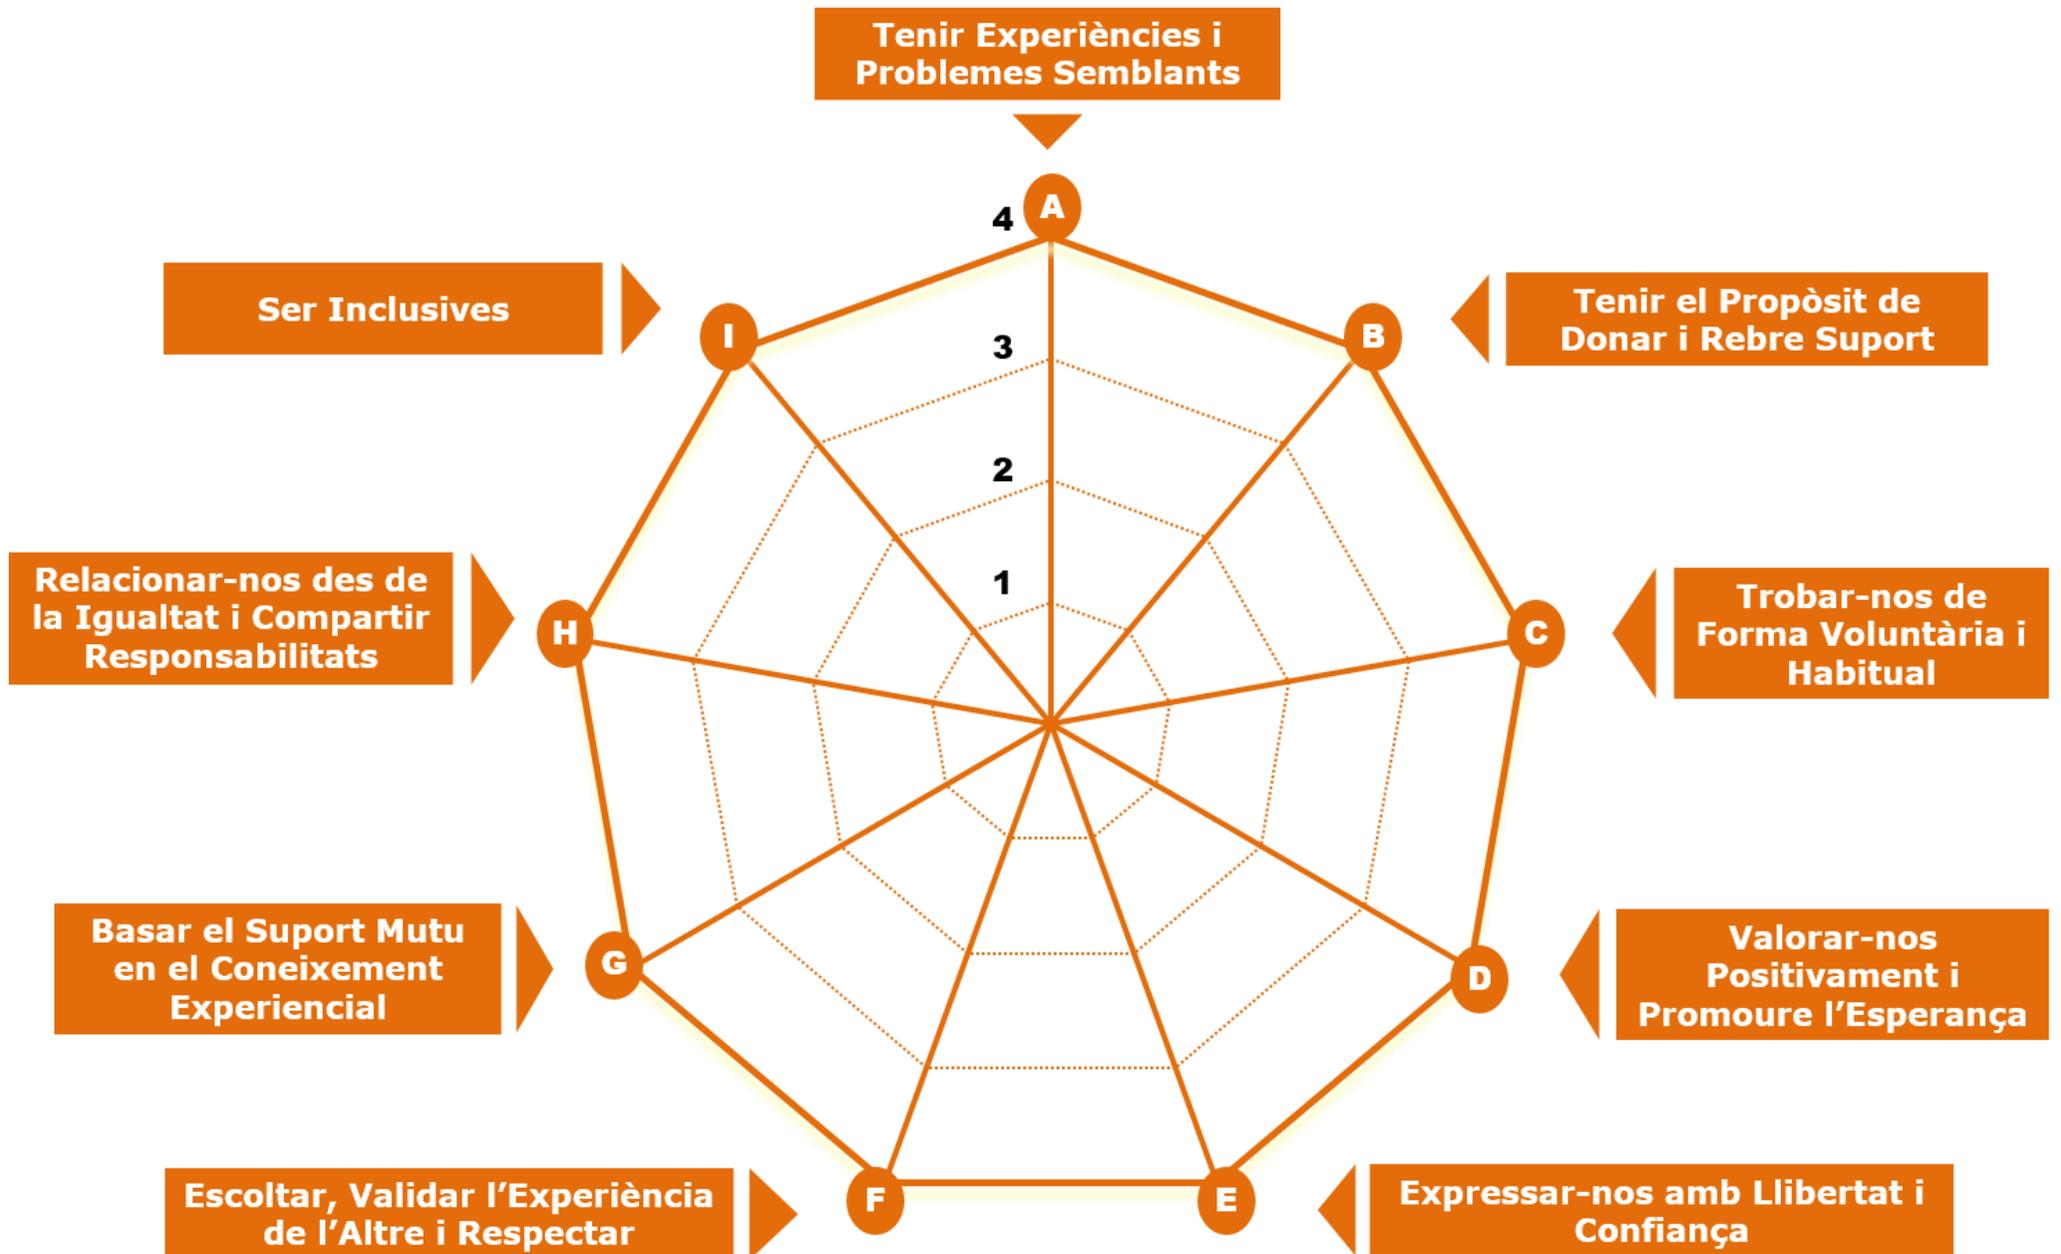 Tenir Experiències i
Problemes Semblants
A
4
Ser Inclusives
I
B
Tenir el Propòsit de
Donar i Rebre Suport
3
2
1
Relacionar-nos des de
la Igualtat i Compartir
Responsabilitats
H
C
Trobar-nos de
Forma Voluntària i
Habitual
Basar el Suport Mutu
en el Coneixement
Experiencial
G
D
Valorar-nos
Positivament i
Promoure l’Esperança
Escoltar, Validar l’Experiència
de l’Altre i Respectar
F
E
Expressar-nos amb Llibertat i
Confiança